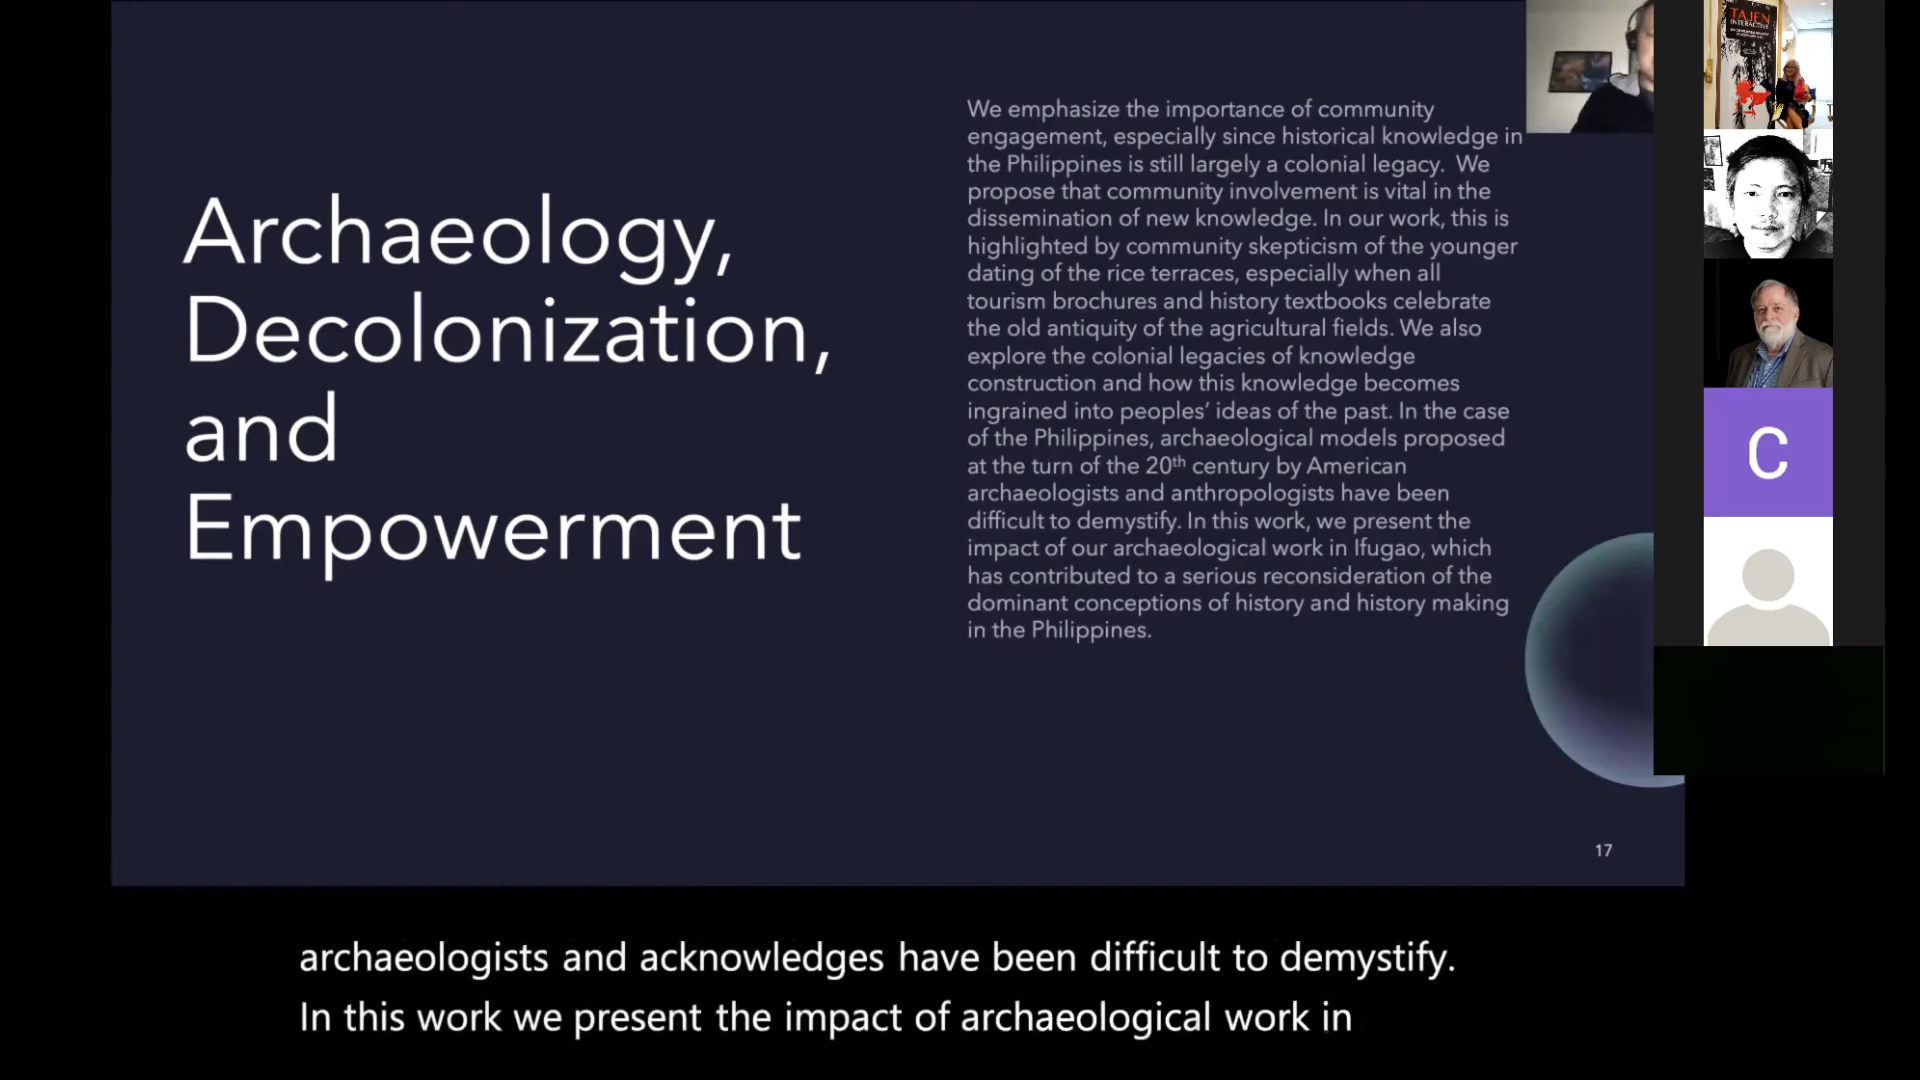 Archaeology,
Decolonization,
and
Empowerment
We emphasize the importance of community
engagement, especially since historical knowledge in
the Philippines is still largely a colonial legacy.  We
propose that community involvement is vital in the
dissemination of new knowledge. In our work, this is
highlighted by community skepticism of the younger
dating of the rice terraces, especially when all
tourism brochures and history textbooks celebrate
the old antiquity of the agricultural fields. We also
explore the colonial legacies of knowledge
construction and how this knowledge becomes
ingrained into peoples’ ideas of the past. In the case
of the Philippines, archaeological models proposed
at the turn of the 20th century by American
archaeologists and anthropologists have been
difficult to demystify. In this work, we present the
impact of our archaeological work in Ifugao, which
has contributed to a serious reconsideration of the
dominant conceptions of history and history making
in the Philippines.
17
TAJEN
INTERACTIVE
C
archaeologists and acknowledges have been difficult to demystify.
In this work we present the impact of archaeological work in